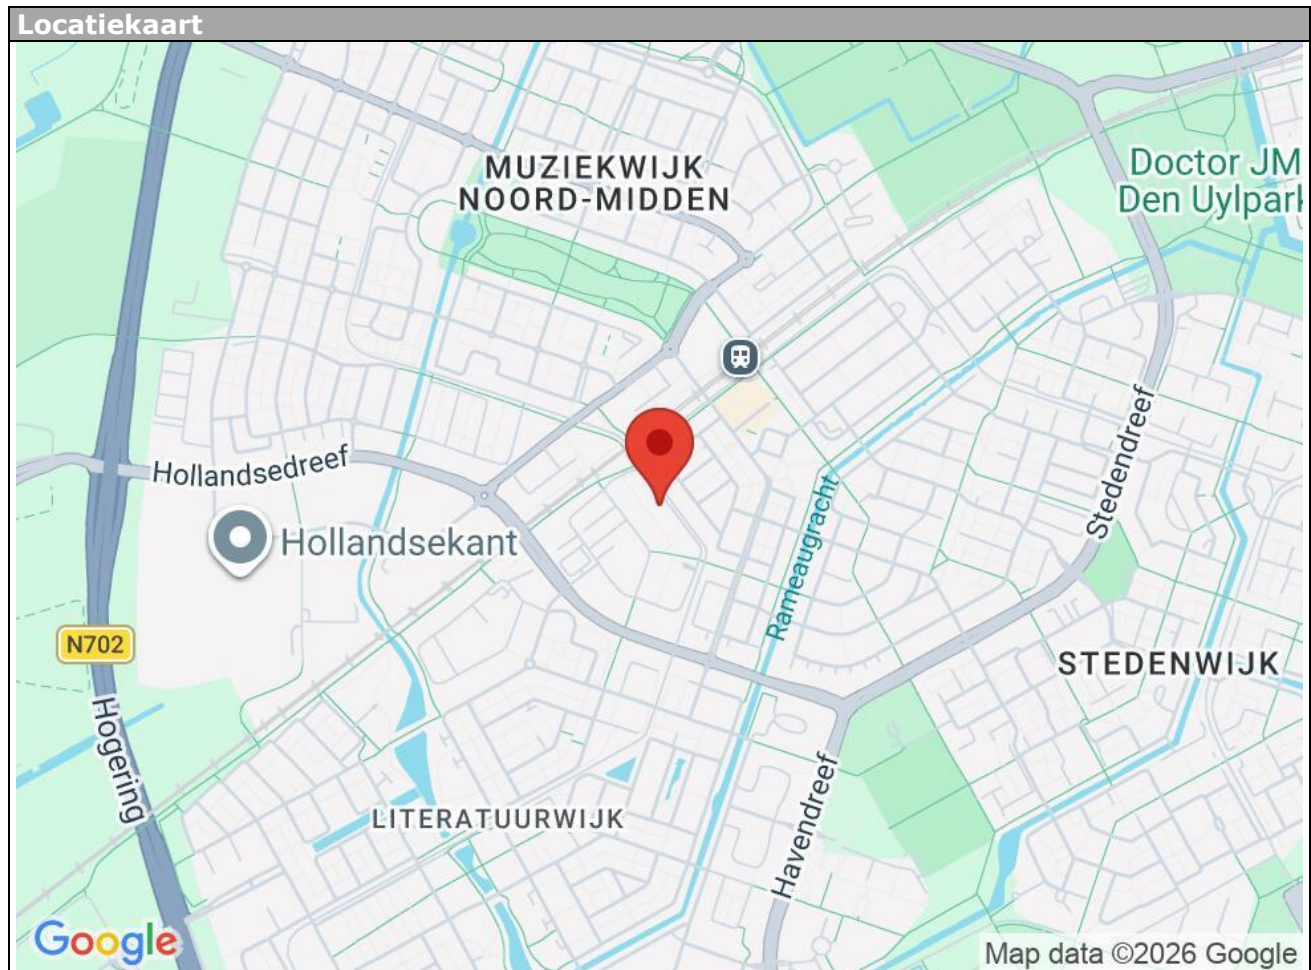 Locatiekaart
MUZIEKWIJK
NOORD-MIDDEN
Doctor JM
Den Uylpark
Hollandsedreef
Stedendreef
Hollandsekant
Rameaugracht
N702
STEDENWIJK
Hogering
LITERATUURWIJK
Havendreef
Google
Map data ©2026 Google